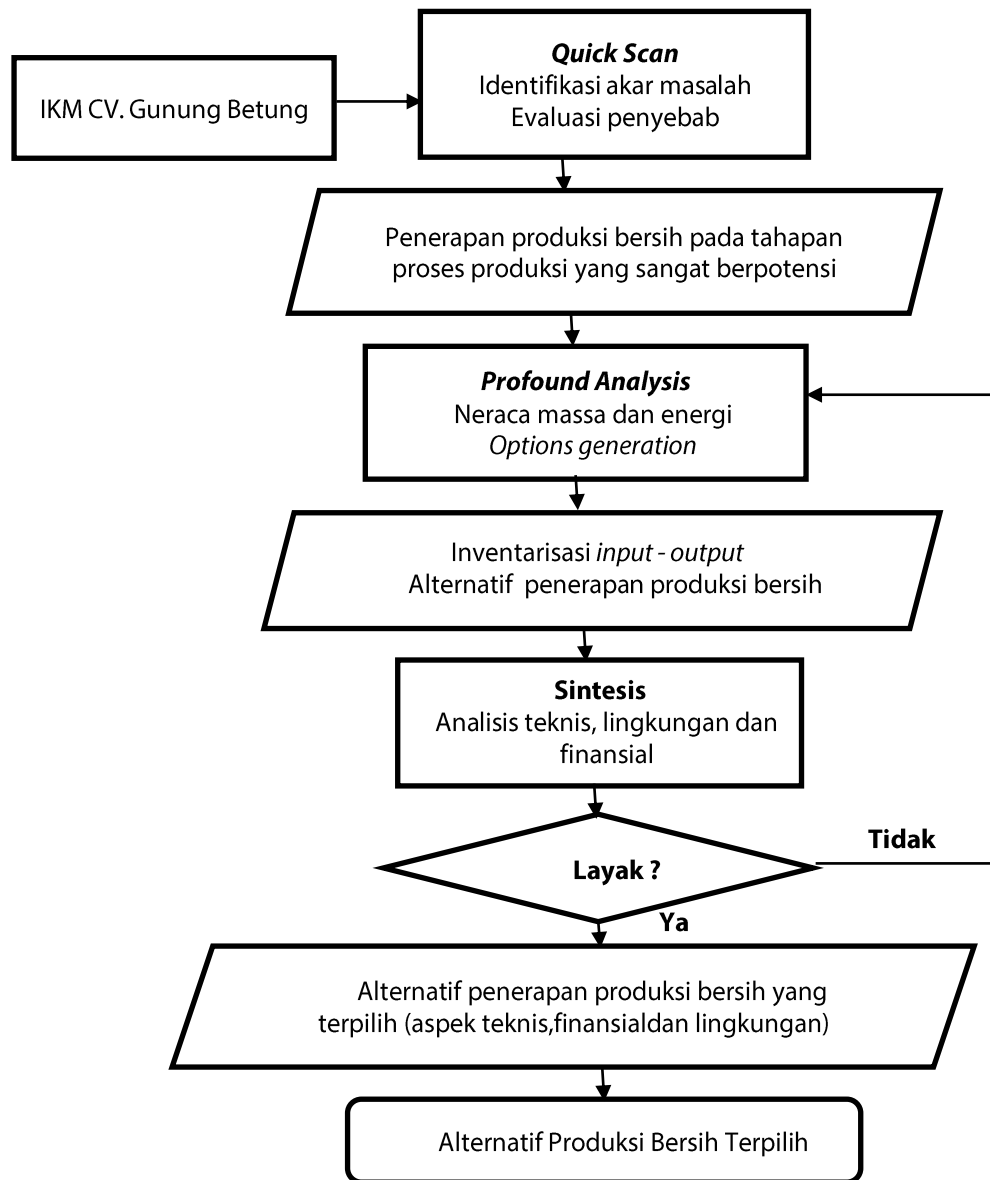 IKM CV. Gunung Betung
Quick Scan
Identifikasi akar masalah
Evaluasi penyebab
Penerapan produksi bersih pada tahapan
proses produksi yang sangat berpotensi
Profound Analysis
Neraca massa dan energi
Options generation
Inventarisasi input - output
Alternatif penerapan produksi bersih
Sintesis
Analisis teknis, lingkungan dan
finansial
Layak ?
Tidak
Ya
Alternatif penerapan produksi bersih yang
terpilih (aspek teknis,finansialdan lingkungan)
Alternatif Produksi Bersih Terpilih